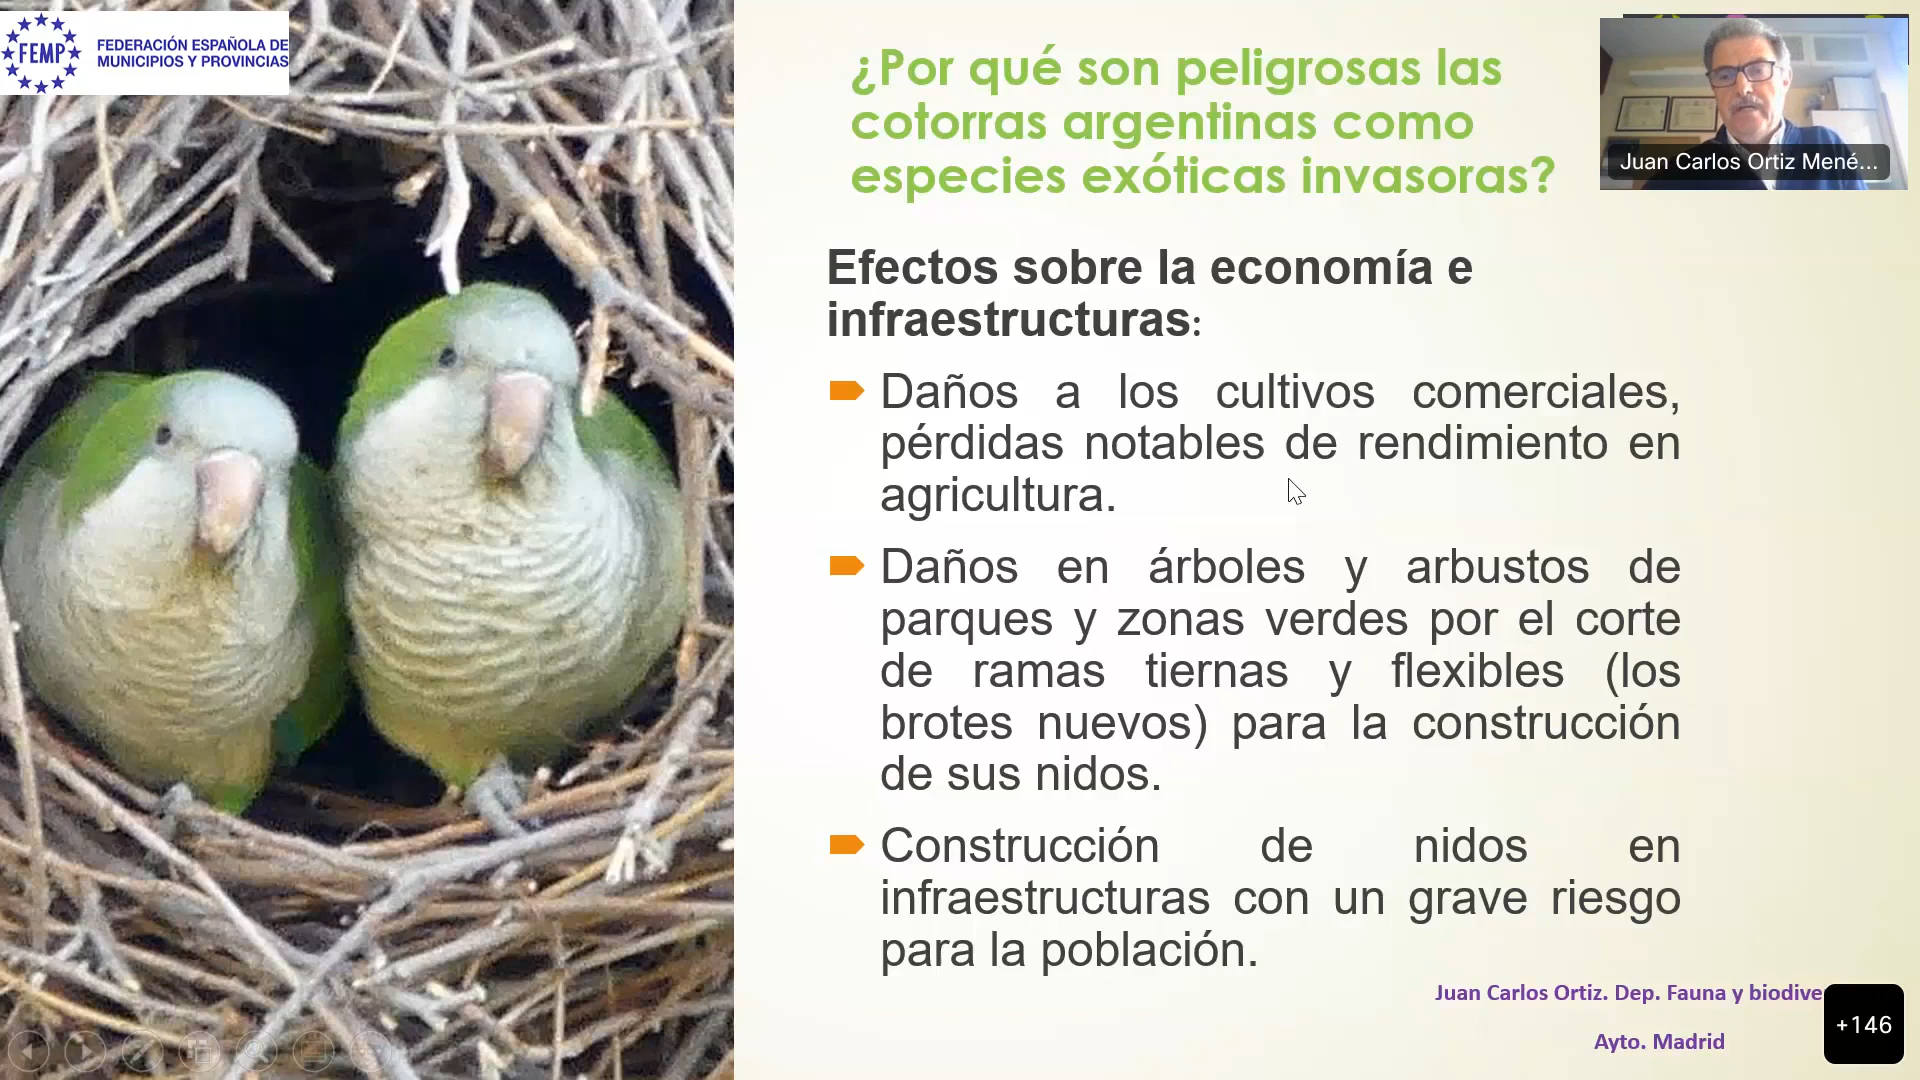 FEMP
FEDERACIÓN ESPAÑOLA DE
MUNICIPIOS Y PROVINCIAS
¿Por qué son peligrosas las
cotorras argentinas como
especies exóticas invasoras?
Juan Carlos Ortiz Mené...
Efectos sobre la economía e
infraestructuras:
Daños a los cultivos comerciales,
pérdidas notables de rendimiento en
agricultura.
Daños en árboles y arbustos de
parques y zonas verdes por el corte
de ramas tiernas y flexibles (los
brotes nuevos) para la construcción
de sus nidos.
Construcción de nidos en
infraestructuras con un grave riesgo
para la población.
Juan Carlos Ortiz. Dep. Fauna y biodive
Ayto. Madrid
+146